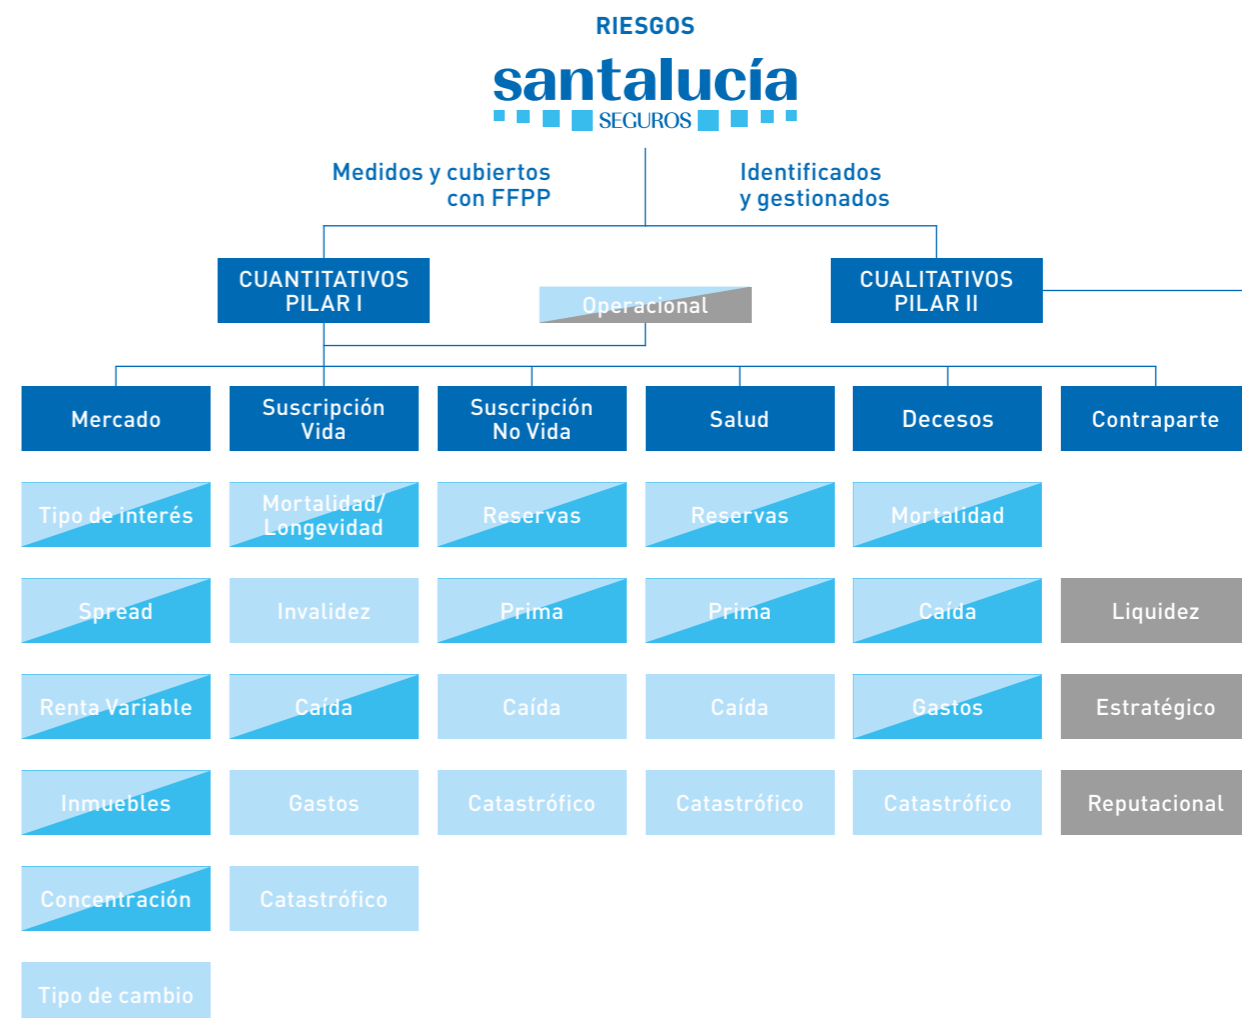 RIESGOS
santalucía
SEGUROS
Medidos y cubiertos
con FFPP
Identificados
y gestionados
CUANTITATIVOS
PILAR I
Operacional
CUALITATIVOS
PILAR II
Mercado
Suscripción
Vida
Suscripción
No Vida
Salud
Decesos
Contraparte
Tipo de interés
Mortalidad/
Longevidad
Reservas
Reservas
Mortalidad
Spread
Invalidez
Prima
Prima
Caída
Liquidez
Renta Variable
Caída
Caída
Caída
Gastos
Estratégico
Inmuebles
Gastos
Catastrófico
Catastrófico
Catastrófico
Reputacional
Concentración
Catastrófico
Tipo de cambio